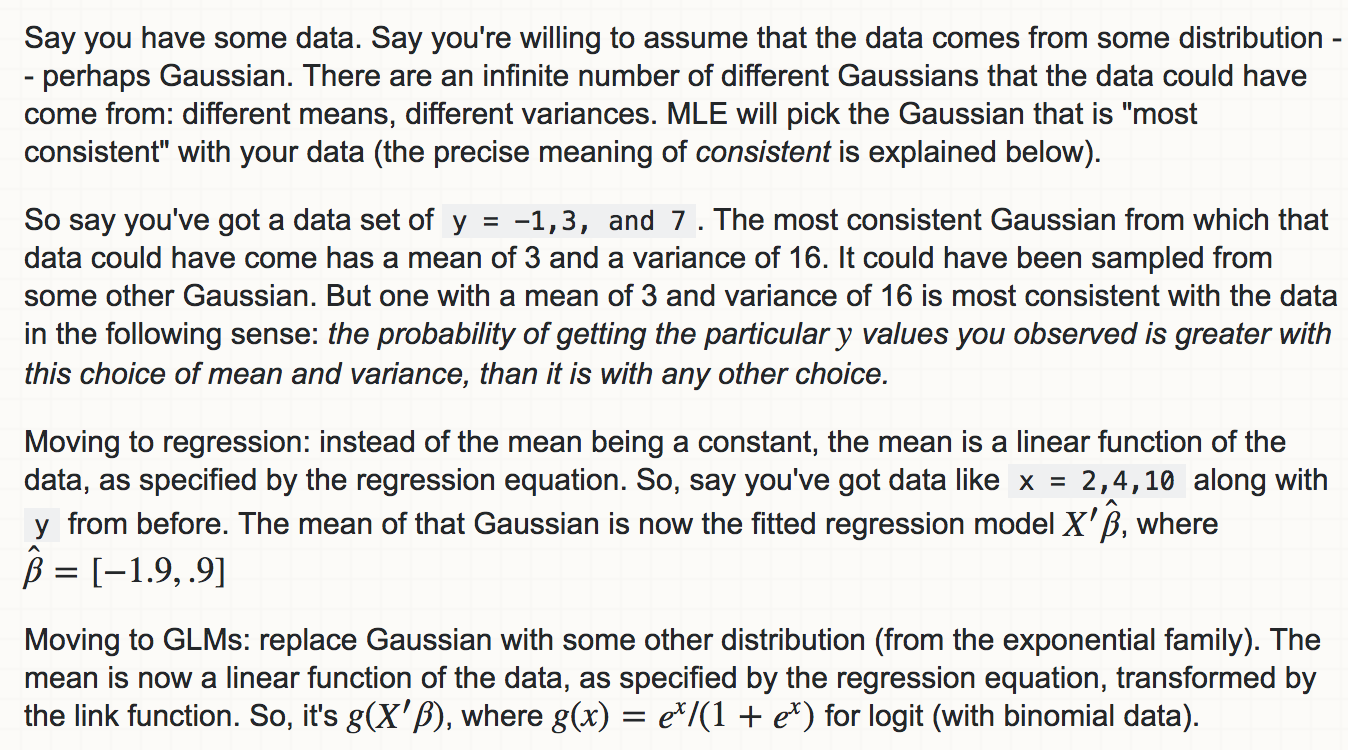 Say you have some data. Say you're willing to assume that the data comes from some distribution -
- perhaps Gaussian. There are an infinite number of different Gaussians that the data could have
come from: different means, different variances. MLE will pick the Gaussian that is "most
consistent" with your data (the precise meaning of consistent is explained below).
So say you've got a data set of y = −1,3, and 7 . The most consistent Gaussian from which that
data could have come has a mean of 3 and a variance of 16. It could have been sampled from
some other Gaussian. But one with a mean of 3 and variance of 16 is most consistent with the data
in the following sense: the probability of getting the particular y values you observed is greater with
this choice of mean and variance, than it is with any other choice.
Moving to regression: instead of the mean being a constant, the mean is a linear function of the
data, as specified by the regression equation. So, say you've got data like x = 2,4,10 along with
y from before. The mean of that Gaussian is now the fitted regression model X′β̂, where
β̂ = [−1.9, .9]
Moving to GLMs: replace Gaussian with some other distribution (from the exponential family). The
mean is now a linear function of the data, as specified by the regression equation, transformed by
the link function. So, it's g(X′β), where g(x) = eˣ/(1 + eˣ) for logit (with binomial data).